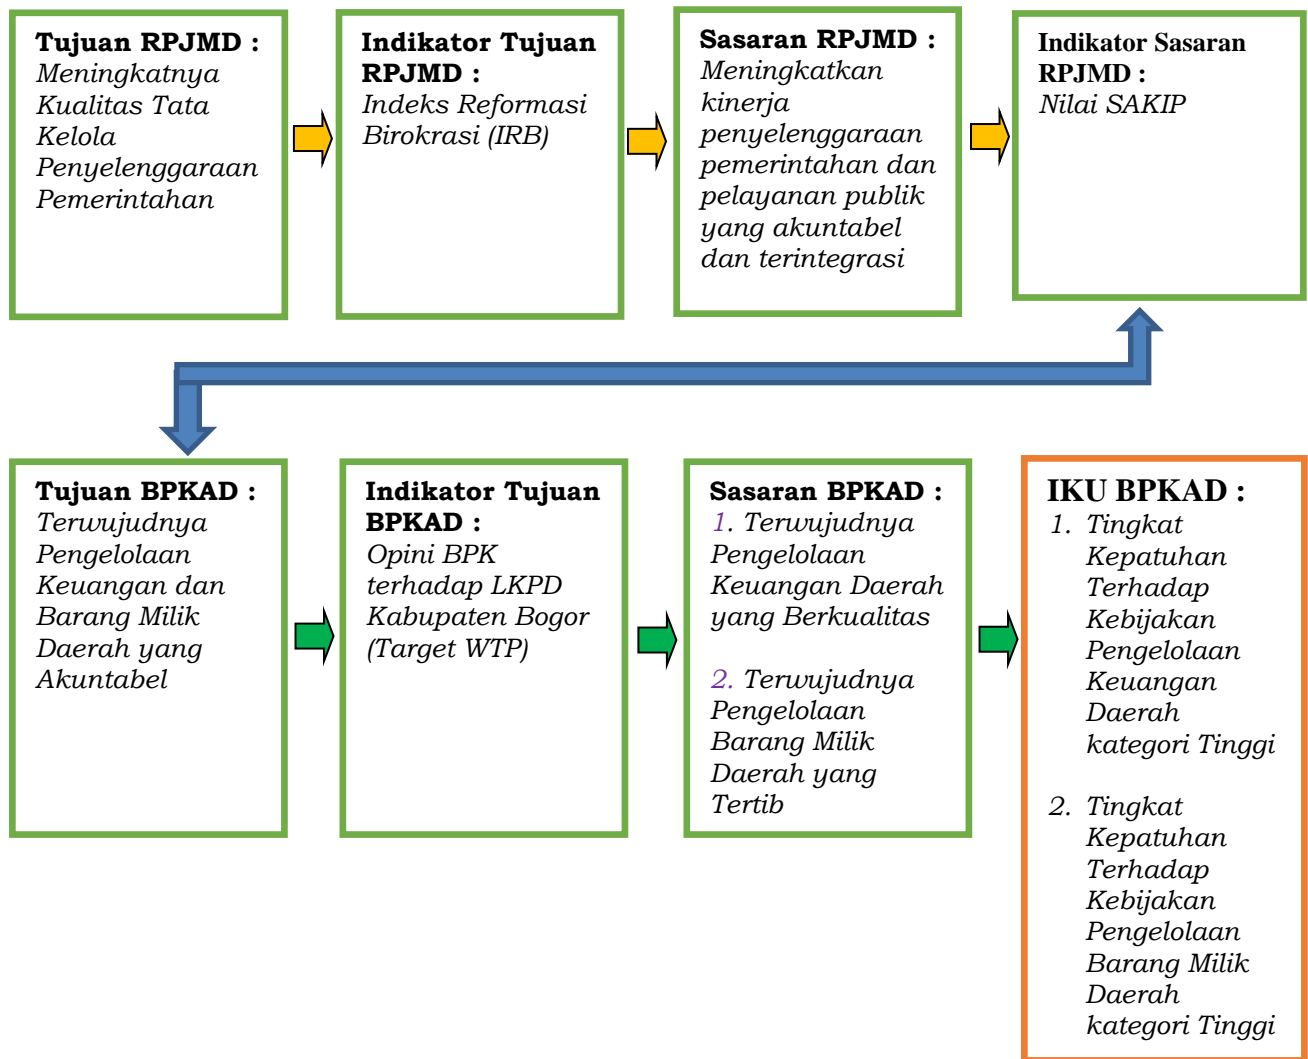 Tujuan RPJMD :
Meningkatnya
Kualitas Tata
Kelola
Penyelenggaraan
Pemerintahan
Indikator Tujuan
RPJMD :
Indeks Reformasi
Birokrasi (IRB)
Sasaran RPJMD :
Meningkatkan
kinerja
penyelenggaraan
pemerintahan dan
pelayanan publik
yang akuntabel
dan terintegrasi
Indikator Sasaran
RPJMD :
Nilai SAKIP
Tujuan BPKAD :
Terwujudnya
Pengelolaan
Keuangan dan
Barang Milik
Daerah yang
Akuntabel
Indikator Tujuan
BPKAD :
Opini BPK
terhadap LKPD
Kabupaten Bogor
(Target WTP)
Sasaran BPKAD :
1. Terwujudnya
Pengelolaan
Keuangan Daerah
yang Berkualitas
2. Terwujudnya
Pengelolaan
Barang Milik
Daerah yang
Tertib
IKU BPKAD :
1. Tingkat
Kepatuhan
Terhadap
Kebijakan
Pengelolaan
Keuangan
Daerah
kategori Tinggi
2. Tingkat
Kepatuhan
Terhadap
Kebijakan
Pengelolaan
Barang Milik
Daerah
kategori Tinggi